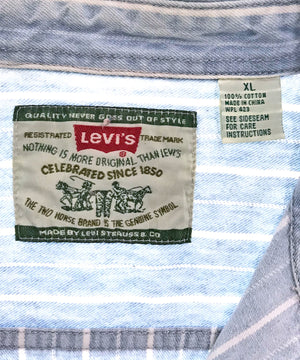 QUALITY NEVER GOES OUT OF STYLE
REGISTRATED Levi's TRADE MARK
®
NOTHING IS MORE ORIGINAL THAN LEVI'S
CELEBRATED SINCE 1850
THE TWO HORSE BRAND IS THE GENUINE SYMBOL
MADE BY LEVI STRAUSS & CO
XL
100% COTTON
MADE IN CHINA
WPL 423
SEE SIDESEAM
FOR CARE
INSTRUCTIONS